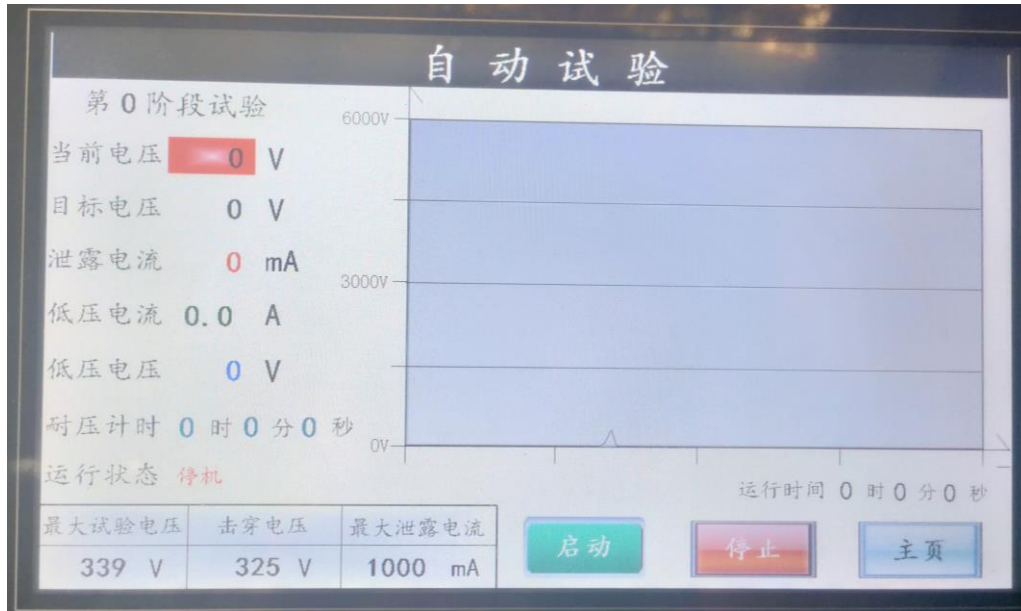 自动试验
第 0 阶段试验
6000V
当前电压 0 V
目标电压 0 V
泄露电流 0 mA
3000V
低压电流 0.0 A
低压电压 0 V
耐压计时 0 时 0 分 0 秒
0V
运行状态 停机
运行时间 0 时 0 分 0 秒
最大试验电压 击穿电压 最大泄露电流
339 V 325 V 1000 mA
启动 停止 主页